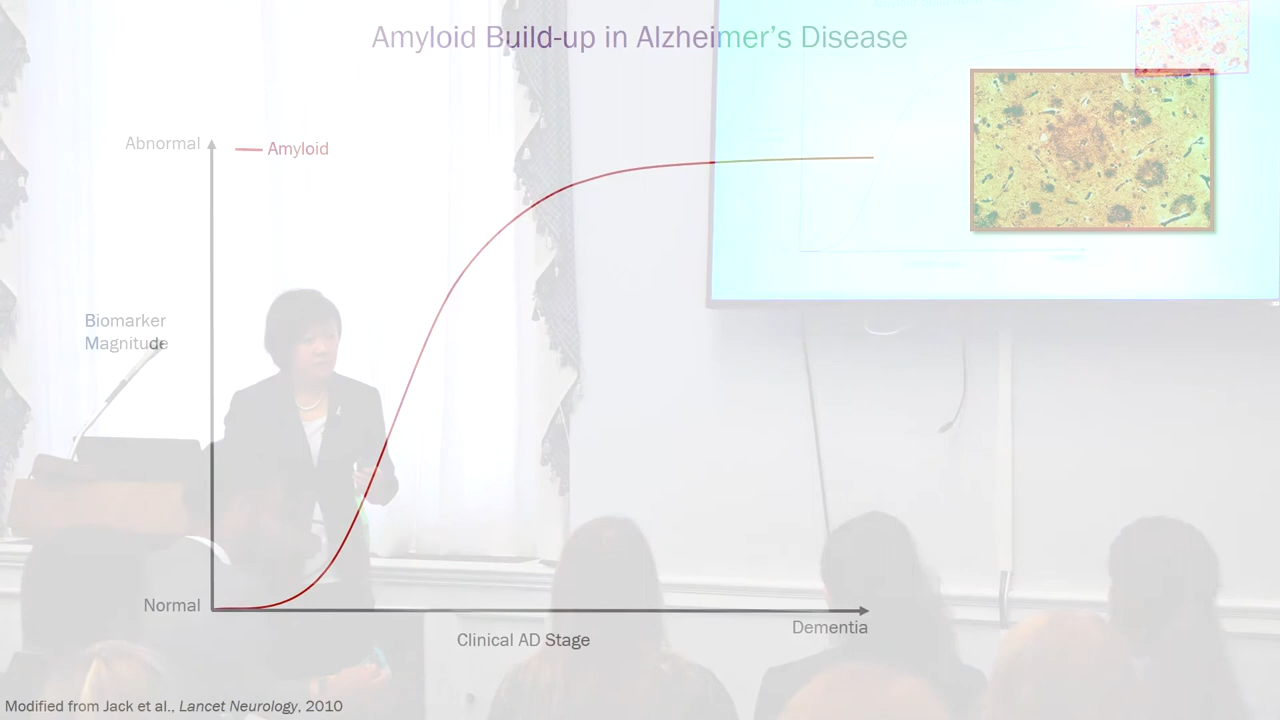 Amyloid Build-up in Alzheimer's Disease
Abnormal
Amyloid
Biomarker
Magnitude
Normal
Dementia
Clinical AD Stage
Modified from Jack et al., Lancet Neurology, 2010